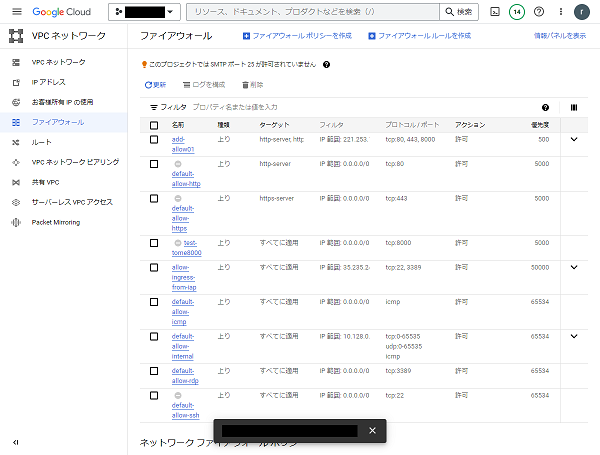 Google Cloud
リソース、ドキュメント、プロダクトなどを検索（/）
検索
14
r
VPC ネットワーク
ファイアウォール
ファイアウォール ポリシーを作成
ファイアウォール ルールを作成
情報パネルを表示
VPC ネットワーク
IP アドレス
お客様所有 IP の使用
ファイアウォール
ルート
VPC ネットワーク ピアリング
共有 VPC
サーバーレス VPC アクセス
Packet Mirroring
このプロジェクトでは SMTP ポート 25 が許可されていません
更新 ログを構成 削除
フィルタ プロパティ名または値を入力
名前 種類 ターゲット フィルタ プロトコル / ポート アクション 優先度
add-allow01 上り http-server, htt IP 範囲: 221.253. tcp:80, 443, 8000 許可 500
default-allow-http 上り http-server IP 範囲: 0.0.0.0/0 tcp:80 許可 5000
default-allow-https 上り https-server IP 範囲: 0.0.0.0/0 tcp:443 許可 5000
test-tome8000 上り すべてに適用 IP 範囲: 0.0.0.0/0 tcp:8000 許可 5000
allow-ingress-from-iap 上り すべてに適用 IP 範囲: 35.235.2 tcp:22, 3389 許可 50000
default-allow-icmp 上り すべてに適用 IP 範囲: 0.0.0.0/0 icmp 許可 65534
default-allow-internal 上り すべてに適用 IP 範囲: 10.128.0. tcp:0-65535 許可 65534
udp:0-65535
icmp
default-allow-rdp 上り すべてに適用 IP 範囲: 0.0.0.0/0 tcp:3389 許可 65534
default-allow-ssh 上り すべてに適用 IP 範囲: 0.0.0.0/0 tcp:22 許可 65534